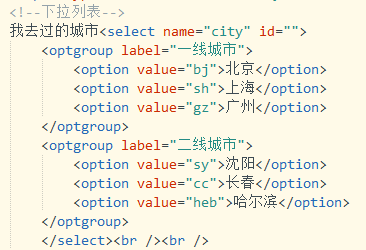 <!--下拉列表-->
我去过的城市<select name="city" id="">
<optgroup label="一线城市">
<option value="bj">北京</option>
<option value="sh">上海</option>
<option value="gz">广州</option>
</optgroup>
<optgroup label="二线城市">
<option value="sy">沈阳</option>
<option value="cc">长春</option>
<option value="heb">哈尔滨</option>
</optgroup>
</select><br /><br />